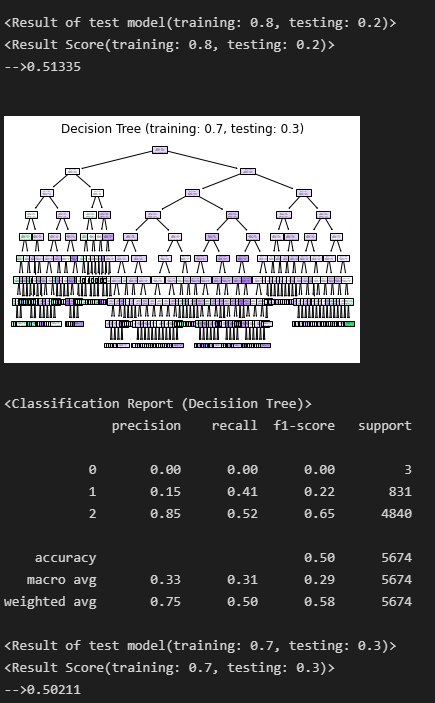 <Result of test model(training: 0.8, testing: 0.2)>
<Result Score(training: 0.8, testing: 0.2)>
-->0.51335
Decision Tree (training: 0.7, testing: 0.3)
<Classification Report (Decisiion Tree)>
precision recall f1-score support
0 0.00 0.00 0.00 3
1 0.15 0.41 0.22 831
2 0.85 0.52 0.65 4840
accuracy 0.50 5674
macro avg 0.33 0.31 0.29 5674
weighted avg 0.75 0.50 0.58 5674
<Result of test model(training: 0.7, testing: 0.3)>
<Result Score(training: 0.7, testing: 0.3)>
-->0.50211